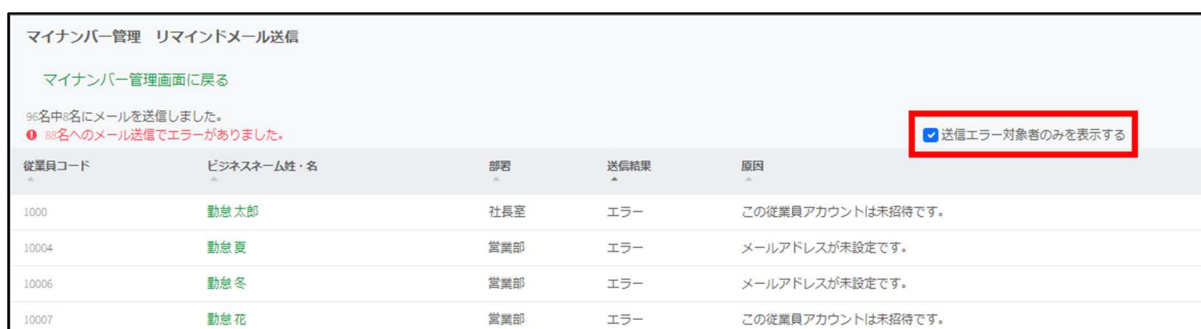 マイナンバー管理　リマインドメール送信
マイナンバー管理画面に戻る
96名中8名にメールを送信しました。
88名へのメール送信でエラーがありました。
送信エラー対象者のみを表示する
従業員コード ビジネスネーム姓・名 部署 送信結果 原因
1000 勤怠 太郎 社長室 エラー この従業員アカウントは未招待です。
10004 勤怠 夏 営業部 エラー メールアドレスが未設定です。
10006 勤怠 冬 営業部 エラー メールアドレスが未設定です。
10007 勤怠 花 営業部 エラー この従業員アカウントは未招待です。